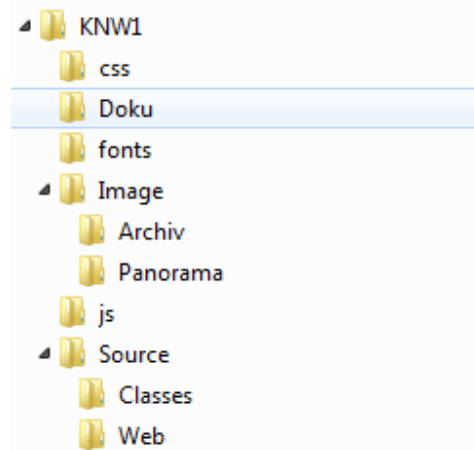 KNW1
css
Doku
fonts
Image
Archiv
Panorama
js
Source
Classes
Web